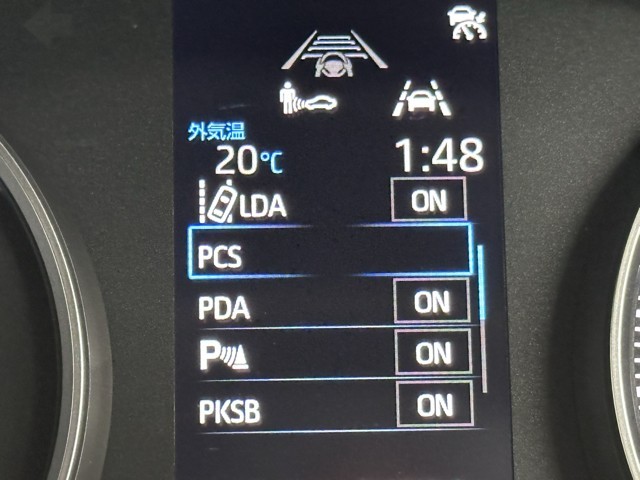 外気温
20℃ 1:48
LDA ON
PCS
PDA ON
P ON
PKSB ON